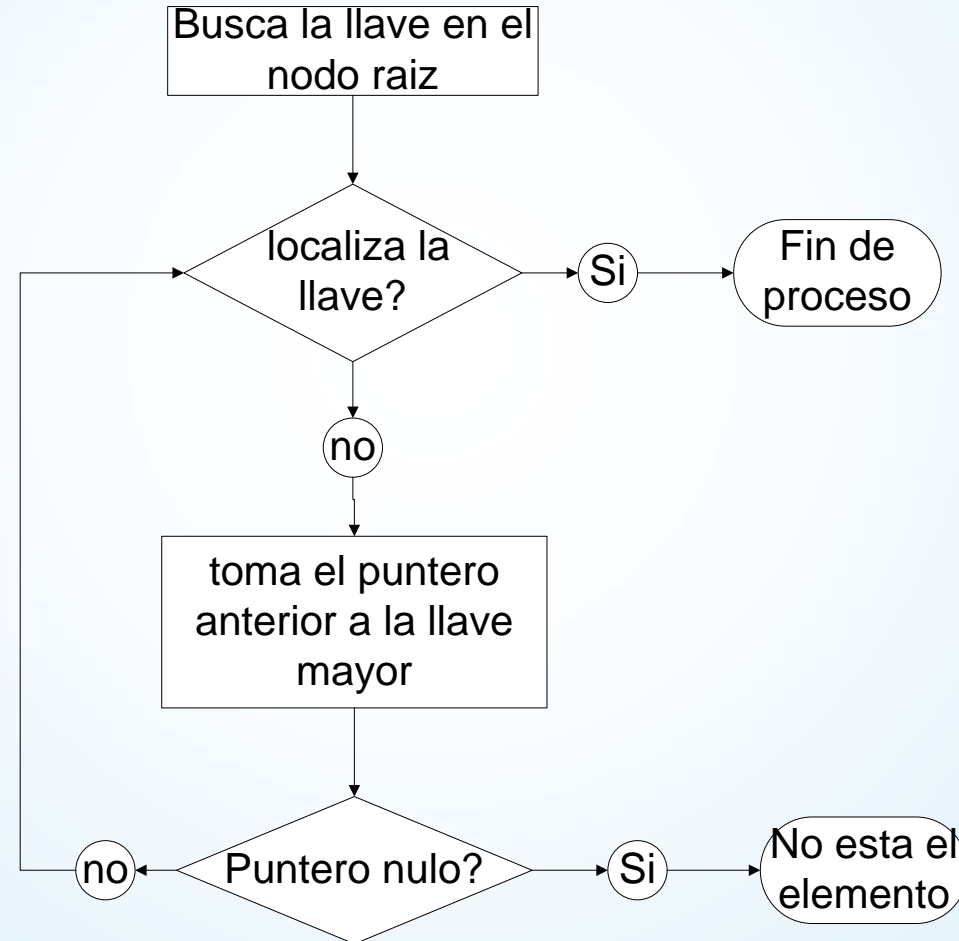 Busca la llave en el
nodo raiz
localiza la
llave?
Si
Fin de
proceso
no
toma el puntero
anterior a la llave
mayor
no
Puntero nulo?
Si
No esta el
elemento